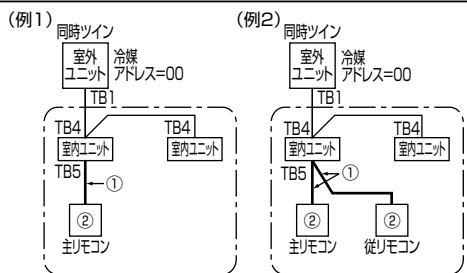 (例1)
同時ツイン
室外
ユニット
冷媒
アドレス=00
TB1
TB4
TB4
室内ユニット
室内ユニット
TB5
①
②
主リモコン
(例2)
同時ツイン
室外
ユニット
冷媒
アドレス=00
TB1
TB4
TB4
室内ユニット
室内ユニット
TB5
①
②
②
主リモコン
従リモコン